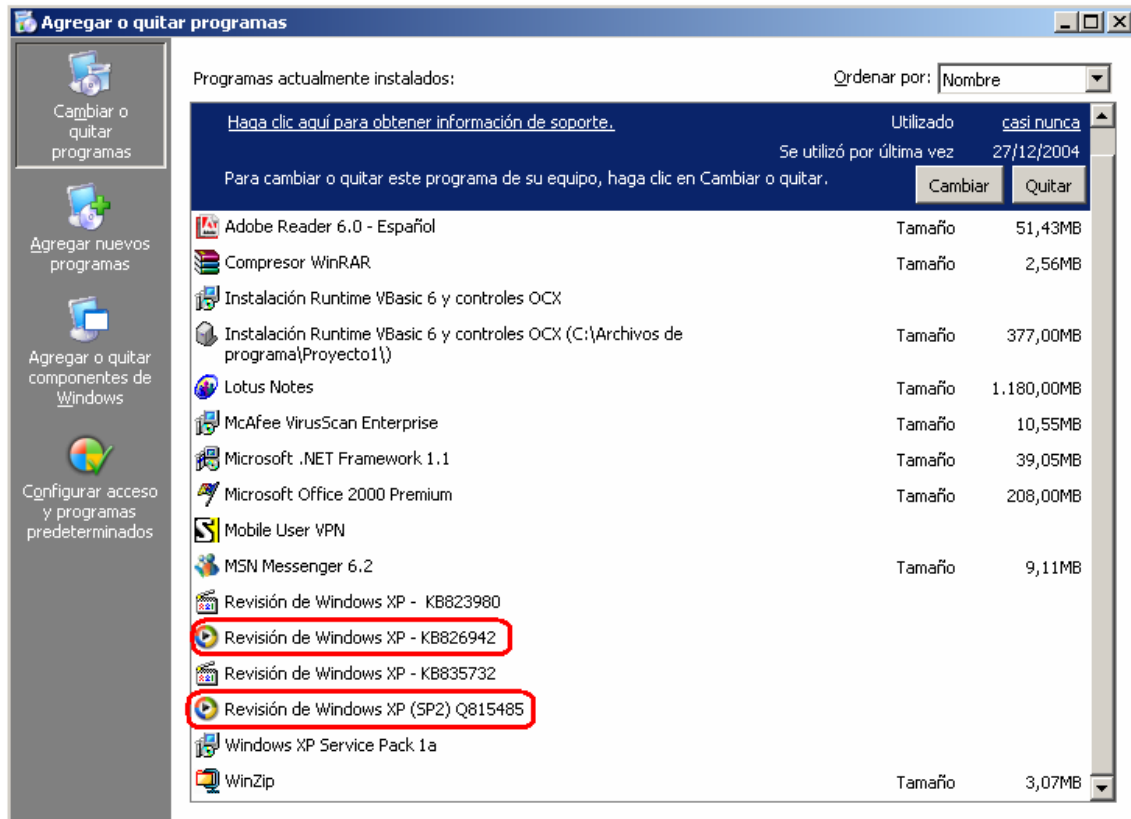 Agregar o quitar programas
Cambiar o
quitar
programas
Agregar nuevos
programas
Agregar o quitar
componentes de
Windows
Configurar acceso
y programas
predeterminados
Programas actualmente instalados:
Ordenar por: Nombre
Haga clic aquí para obtener información de soporte. Utilizado casi nunca
Se utilizó por última vez 27/12/2004
Para cambiar o quitar este programa de su equipo, haga clic en Cambiar o quitar. Cambiar Quitar
Adobe Reader 6.0 - Español Tamaño 51,43MB
Compresor WinRAR Tamaño 2,56MB
Instalación Runtime VBasic 6 y controles OCX
Instalación Runtime VBasic 6 y controles OCX (C:\Archivos de Tamaño 377,00MB
programa\Proyecto1\)
Lotus Notes Tamaño 1.180,00MB
McAfee VirusScan Enterprise Tamaño 10,55MB
Microsoft .NET Framework 1.1 Tamaño 39,05MB
Microsoft Office 2000 Premium Tamaño 208,00MB
Mobile User VPN
MSN Messenger 6.2 Tamaño 9,11MB
Revisión de Windows XP - KB823980
Revisión de Windows XP - KB826942
Revisión de Windows XP - KB835732
Revisión de Windows XP (SP2) Q815485
Windows XP Service Pack 1a
WinZip Tamaño 3,07MB